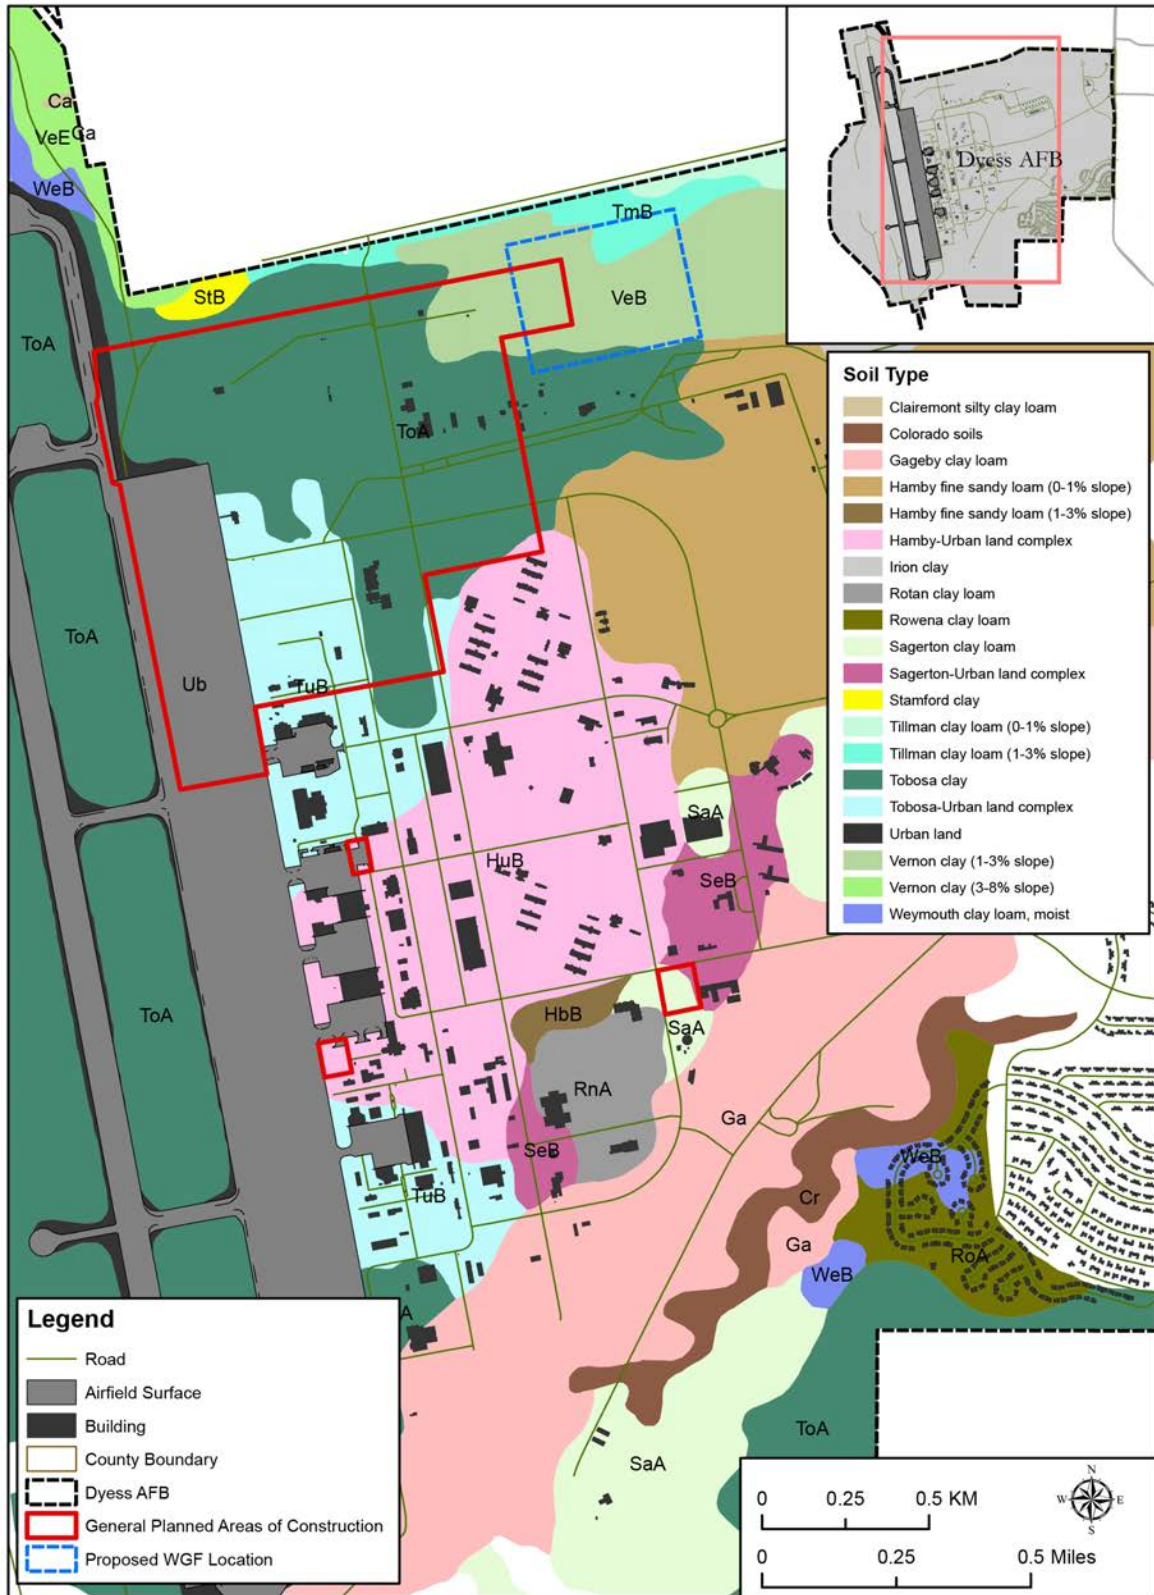 Ca
VeE
Ca
WeB
TmB
Dyess AFB
StB
VeB
ToA
ToA
ToA
Ub
TuB
SaA
HuB
SeB
ToA
HbB
SaA
RnA
Ga
SeB
WeB
TuB
Cr
Ga
WeB
RoA
A
ToA
SaA
Soil Type
Clairemont silty clay loam
Colorado soils
Gageby clay loam
Hamby fine sandy loam (0-1% slope)
Hamby fine sandy loam (1-3% slope)
Hamby-Urban land complex
Irion clay
Rotan clay loam
Rowena clay loam
Sagerton clay loam
Sagerton-Urban land complex
Stamford clay
Tillman clay loam (0-1% slope)
Tillman clay loam (1-3% slope)
Tobosa clay
Tobosa-Urban land complex
Urban land
Vernon clay (1-3% slope)
Vernon clay (3-8% slope)
Weymouth clay loam, moist
Legend
Road
Airfield Surface
Building
County Boundary
Dyess AFB
General Planned Areas of Construction
Proposed WGF Location
0 0.25 0.5 KM
N
W E
S
0 0.25 0.5 Miles